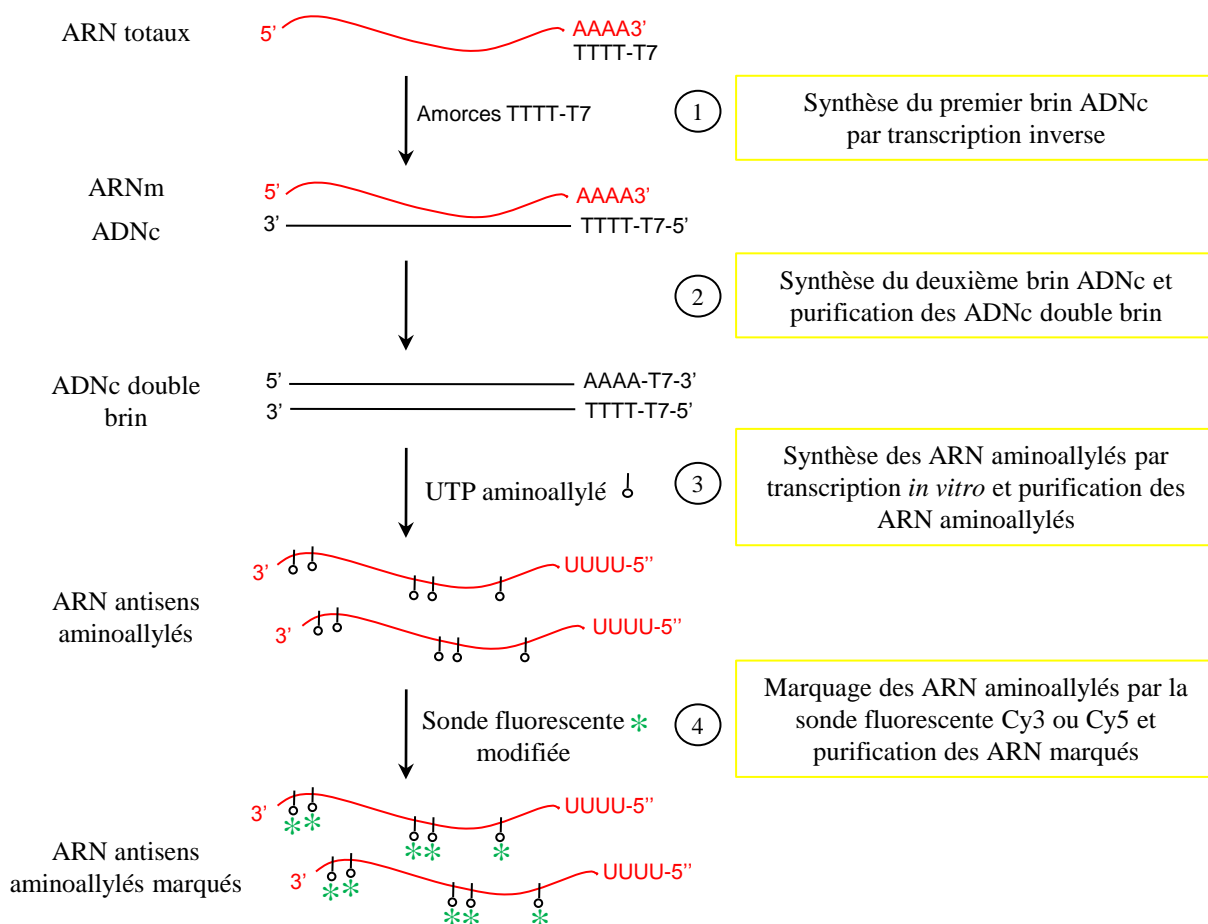 ARN totaux
5’
AAAA3’
TTTT-T7
Amorces TTTT-T7
1
Synthèse du premier brin ADNc
par transcription inverse
ARNm
5’
AAAA3’
ADNc
3’
TTTT-T7-5’
2
Synthèse du deuxième brin ADNc et
purification des ADNc double brin
ADNc double
brin
5’
AAAA-T7-3’
3’
TTTT-T7-5’
UTP aminoallylé
3
Synthèse des ARN aminoallylés par
transcription in vitro et purification des
ARN aminoallylés
ARN antisens
aminoallylés
3’
UUUU-5’’
3’
UUUU-5’’
Sonde fluorescente *
modifiée
4
Marquage des ARN aminoallylés par la
sonde fluorescente Cy3 ou Cy5 et
purification des ARN marqués
ARN antisens
aminoallylés marqués
3’
UUUU-5’’
3’
UUUU-5’’